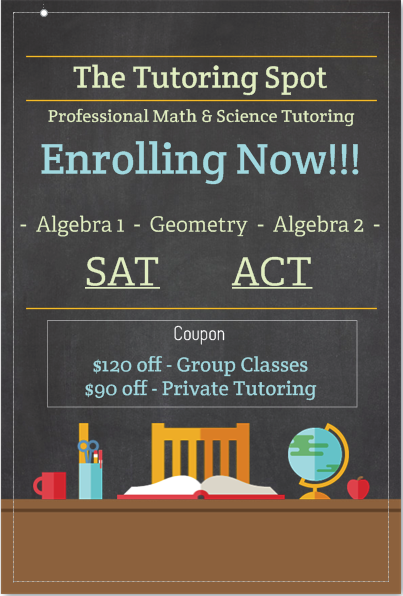 The Tutoring Spot
Professional Math & Science Tutoring
Enrolling Now!!!
- Algebra 1 - Geometry - Algebra 2 -
SAT ACT
Coupon
$120 off - Group Classes
$90 off - Private Tutoring